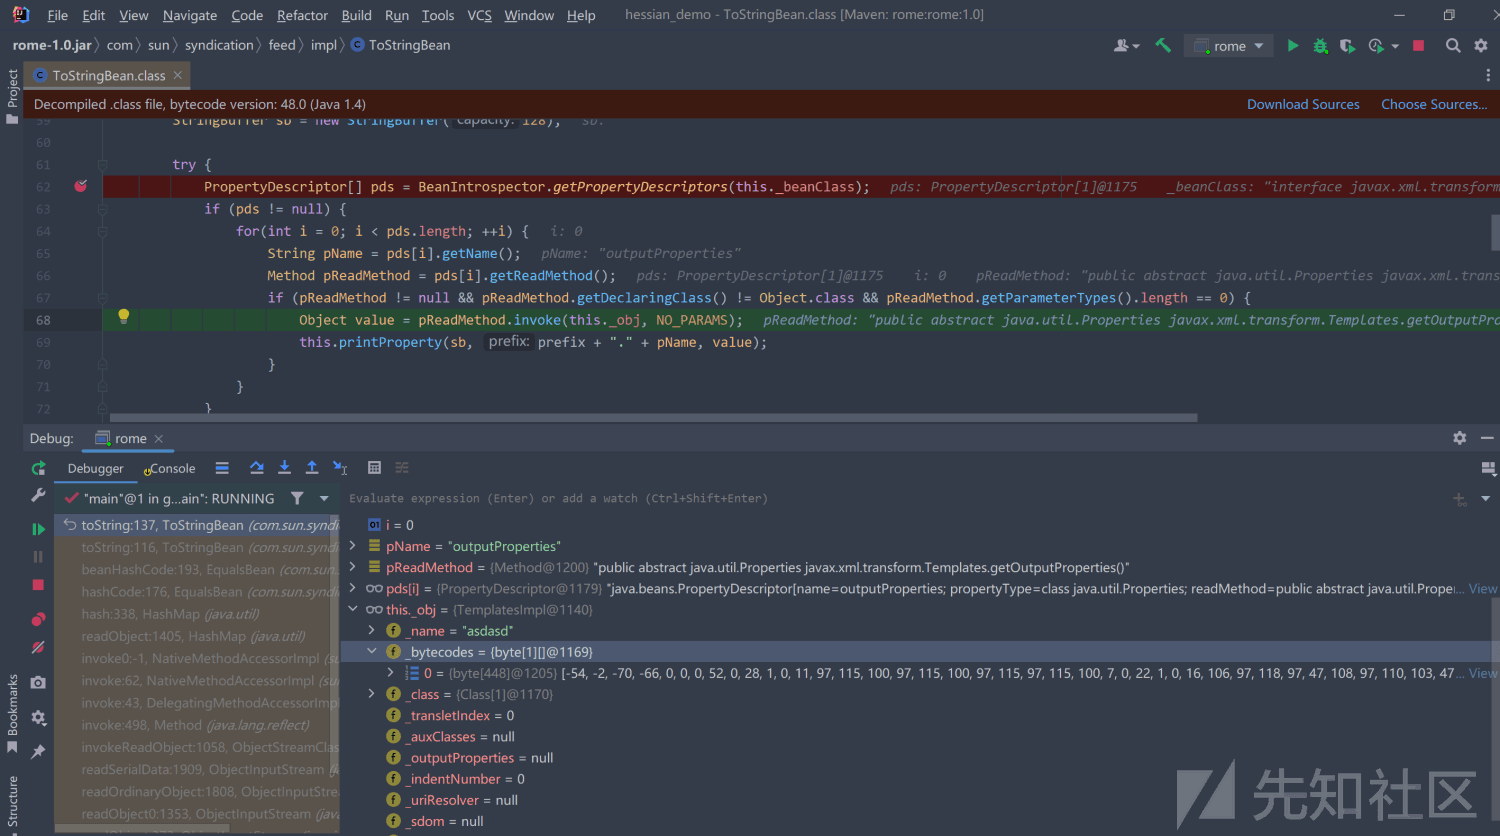 File Edit View Navigate Code Refactor Build Run Tools VCS Window Help hessian_demo - ToStringBean.class [Maven: rome:rome:1.0]
rome-1.0.jar com sun syndication feed impl ToStringBean rome
Project
ToStringBean.class
Decompiled .class file, bytecode version: 48.0 (Java 1.4) Download Sources Choose Sources...
59 StringBuffer sb = new StringBuffer( capacity: 128); sb:
60
61 try {
62 PropertyDescriptor[] pds = BeanIntrospector.getPropertyDescriptors(this._beanClass); pds: PropertyDescriptor[1]@1175 _beanClass: "interface javax.xml.transform
63 if (pds != null) {
64 for(int i = 0; i < pds.length; ++i) { i: 0
65 String pName = pds[i].getName(); pName: "outputProperties"
66 Method pReadMethod = pds[i].getReadMethod(); pds: PropertyDescriptor[1]@1175 i: 0 pReadMethod: "public abstract java.util.Properties javax.xml.trans
67 if (pReadMethod != null && pReadMethod.getDeclaringClass() != Object.class && pReadMethod.getParameterTypes().length == 0) {
68 Object value = pReadMethod.invoke(this._obj, NO_PARAMS); pReadMethod: "public abstract java.util.Properties javax.xml.transform.Templates.getOutputPro
69 this.printProperty(sb, prefix: prefix + "." + pName, value);
70 }
71 }
72 }
Debug: rome
Debugger Console
"main"@1 in g...ain": RUNNING
Evaluate expression (Enter) or add a watch (Ctrl+Shift+Enter)
toString:137, ToStringBean (com.sun.syndi
toString:116, ToStringBean (com.sun.syndi
beanHashCode:193, EqualsBean (com.sun.
hashCode:176, EqualsBean (com.sun.syndi
hash:338, HashMap (java.util)
readObject:1405, HashMap (java.util)
invoke0:-1, NativeMethodAccessorImpl (su
invoke:62, NativeMethodAccessorImpl (su
invoke:43, DelegatingMethodAccessorImpl
invoke:498, Method (java.lang.reflect)
invokeReadObject:1058, ObjectStreamClas
readSerialData:1909, ObjectInputStream
readOrdinaryObject:1808, ObjectInputStre
readObject0:1353, ObjectInputStream (java
i = 0
pName = "outputProperties"
pReadMethod = {Method@1200} "public abstract java.util.Properties javax.xml.transform.Templates.getOutputProperties()"
pds[i] = {PropertyDescriptor@1179} "java.beans.PropertyDescriptor[name=outputProperties; propertyType=class java.util.Properties; readMethod=public abstract java.util.Proper... View
this._obj = {TemplatesImpl@1140}
_name = "asdasd"
_bytecodes = {byte[1][]@1169}
0 = {byte[448]@1205} [-54, -2, -70, -66, 0, 0, 0, 52, 0, 28, 1, 0, 11, 97, 115, 100, 97, 115, 100, 97, 115, 97, 115, 100, 7, 0, 22, 1, 0, 16, 106, 97, 118, 97, 47, 108, 97, 110, 103, 47... View
_class = {Class[1]@1170}
_transletIndex = 0
_auxClasses = null
_outputProperties = null
_indentNumber = 0
_uriResolver = null
_sdom = null
Bookmarks
Structure
先知社区